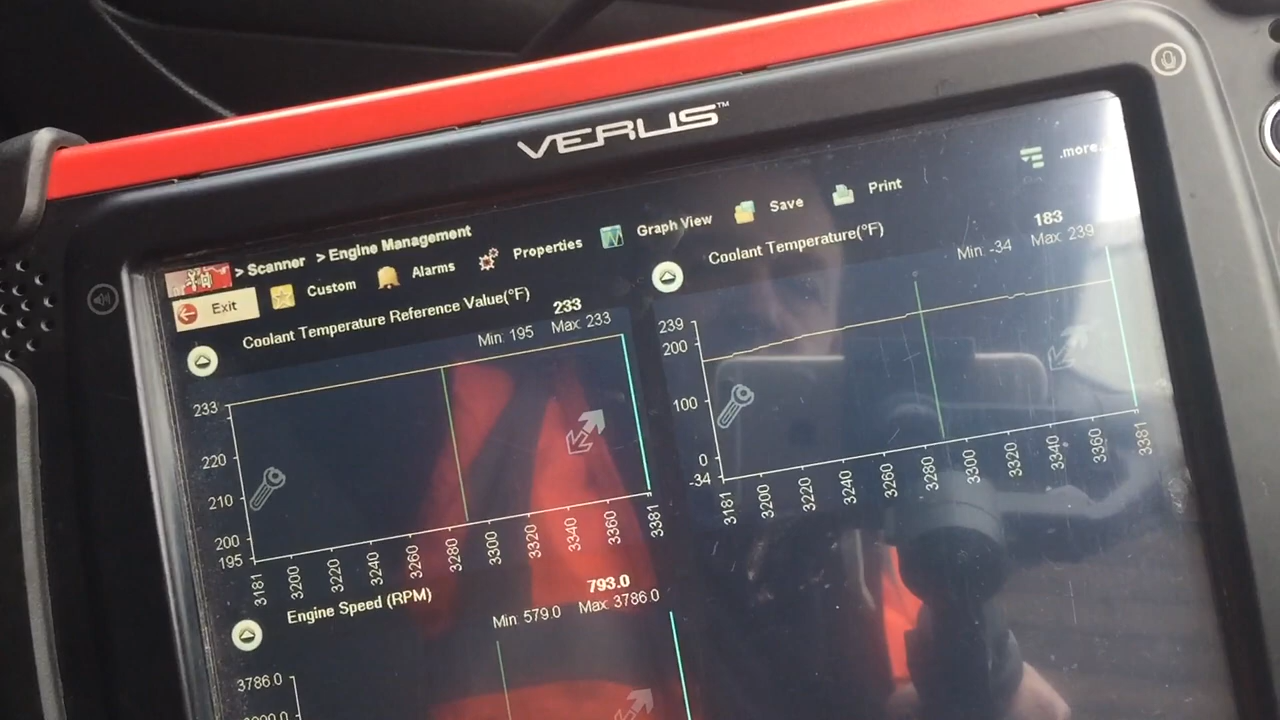 VERUS™
> Scanner > Engine Management
Exit
Custom
Alarms
Properties
Graph View
Save
Print
.more.
Coolant Temperature Reference Value(°F)
233
Min: 195 Max: 233
233
220
210
200
195
3181 3200 3220 3240 3260 3280 3300 3320 3340 3360 3381
Coolant Temperature(°F)
183
Min: -34 Max: 239
239
200
100
0
-34
3181 3200 3220 3240 3260 3280 3300 3320 3340 3360 3381
Engine Speed (RPM)
793.0
Min: 579.0 Max: 3786.0
3786.0